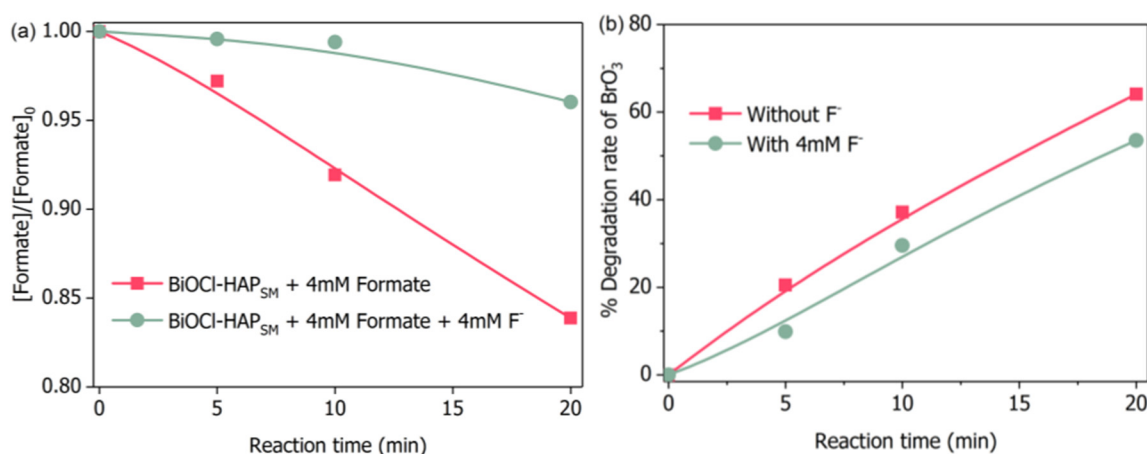 (a)
1.00
0.95
0.90
0.85
0.80
[Formate]/[Formate]₀
BiOCl-HAP_SM + 4mM Formate
BiOCl-HAP_SM + 4mM Formate + 4mM F⁻
0 5 10 15 20
Reaction time (min)
(b)
80
60
40
20
0
% Degradation rate of BrO₃⁻
Without F⁻
With 4mM F⁻
0 5 10 15 20
Reaction time (min)